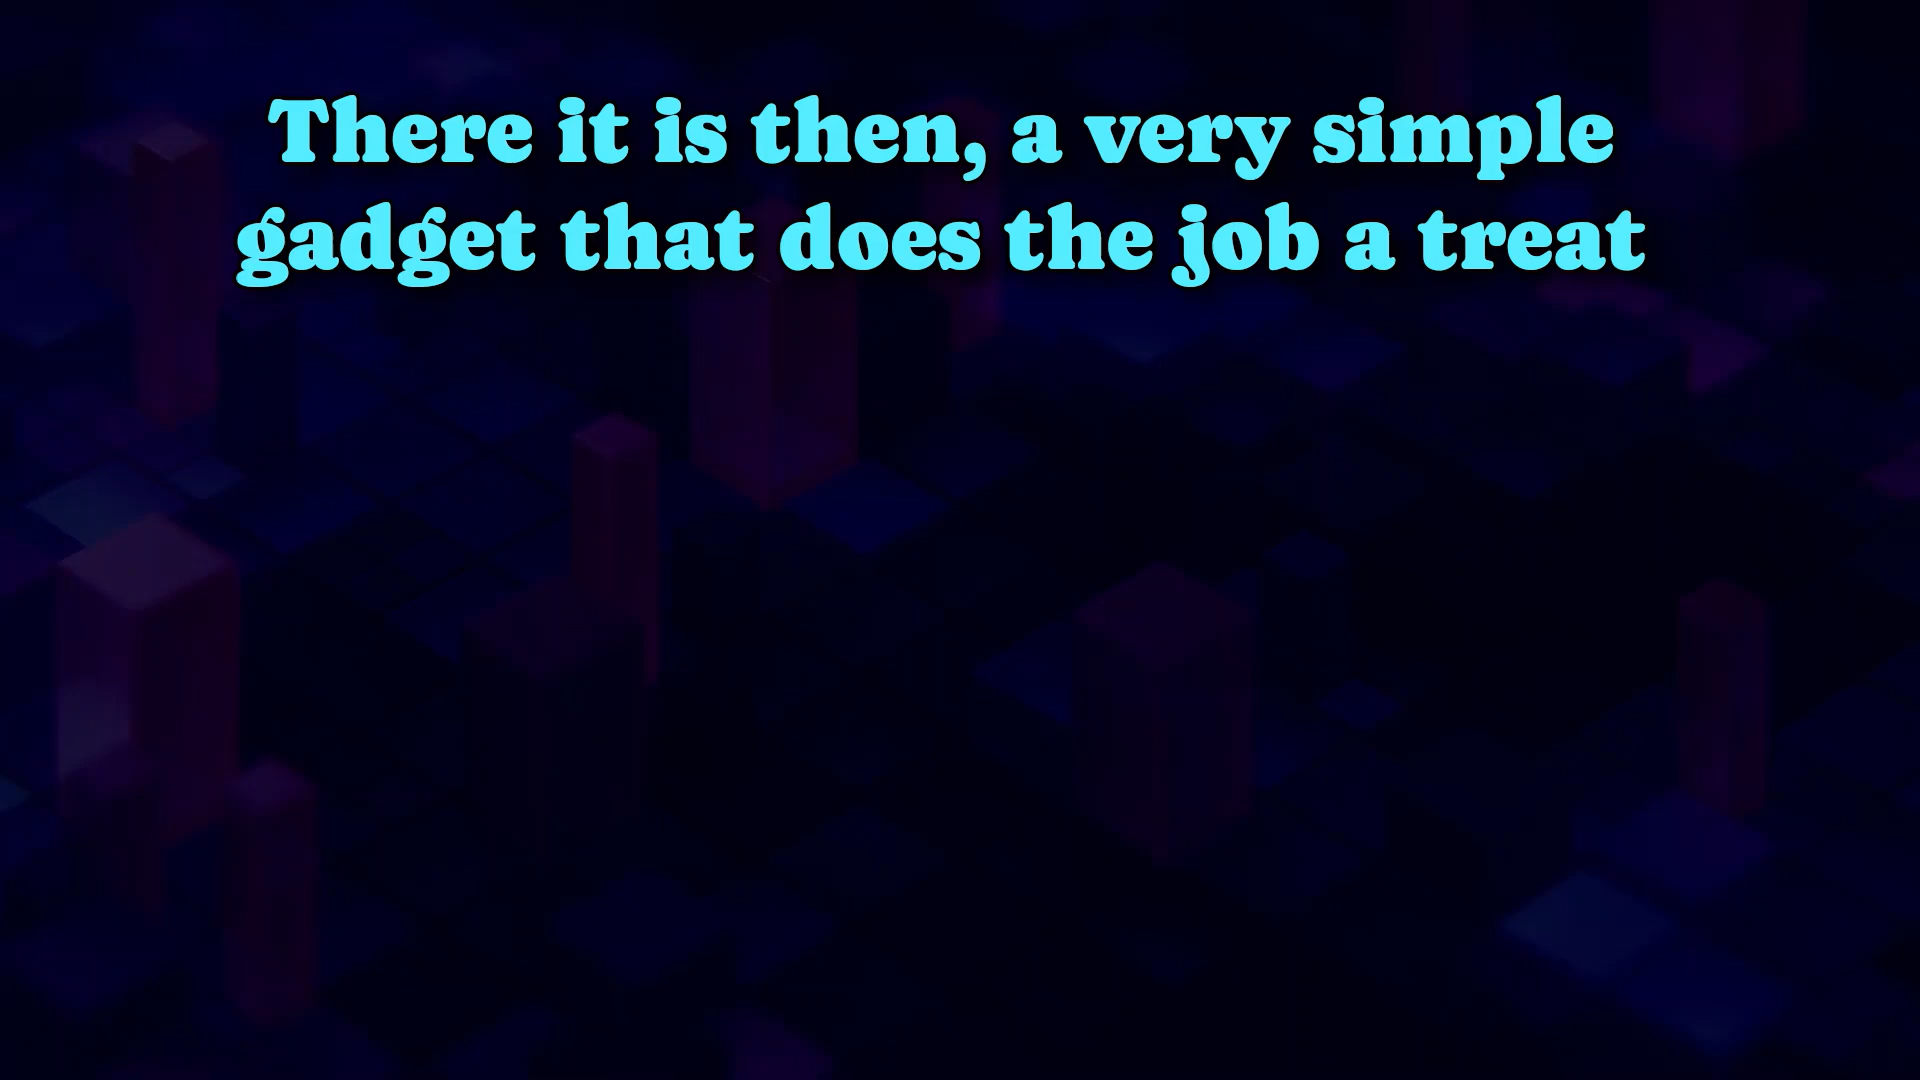 There it is then, a very simple
gadget that does the job a treat